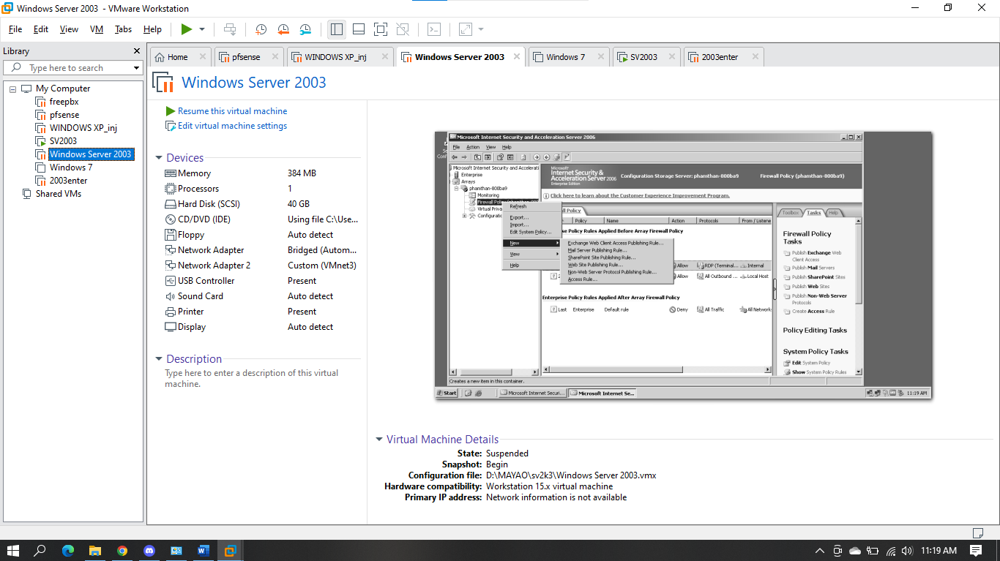 Windows Server 2003 - VMware Workstation
File Edit View VM Tabs Help
Library
Type here to search
My Computer
freepbx
pfsense
WINDOWS XP_inj
SV2003
Windows Server 2003
Windows 7
2003enter
Shared VMs
Home pfsense WINDOWS XP_inj Windows Server 2003 Windows 7 SV2003 2003enter
Windows Server 2003
Resume this virtual machine
Edit virtual machine settings
Devices
Memory 384 MB
Processors 1
Hard Disk (SCSI) 40 GB
CD/DVD (IDE) Using file C:\Use...
Floppy Auto detect
Network Adapter Bridged (Autom...
Network Adapter 2 Custom (VMnet3)
USB Controller Present
Sound Card Auto detect
Printer Present
Display Auto detect
Description
Type here to enter a description of this virtual
machine.
Microsoft Internet Security and Acceleration Server 2006
File Action View Help
Microsoft Internet Security and Accelerati
Enterprise
Arrays
phamthan-800ba9
Monitoring
Firewall Policy
Virtual Priva
Configuratio
Refresh
Export...
Import...
Edit System Policy...
New
View
Help
Exchange Web Client Access Publishing Rule...
Mail Server Publishing Rule...
SharePoint Site Publishing Rule...
Web Site Publishing Rule...
Non-Web Server Protocol Publishing Rule...
Access Rule...
Microsoft
Internet Security &
Acceleration Server 2006
Enterprise Edition
Configuration Storage Server: phamthan-800ba9
Firewall Policy (phamthan-800ba9)
Click here to learn about the Customer Experience Improvement Program.
all Policy
Policy Name Action Protocols From / Listene
se Policy Rules Applied Before Array Firewall Policy
Allow RDP (Terminal... Internal
2 Allow All Outbound ... Local Host
Enterprise Policy Rules Applied After Array Firewall Policy
Last Enterprise Default rule Deny All Traffic All Network
Toolbox Tasks Help
Firewall Policy
Tasks
Publish Exchange Web
Client Access
Publish Mail Servers
Publish SharePoint Sites
Publish Web Sites
Publish Non-Web Server
Protocols
Create Access Rule
Policy Editing Tasks
System Policy Tasks
Edit System Policy
Show System Policy Rules
Creates a new item in this container.
Start Microsoft Internet Securi... Microsoft Internet Se... 11:19 AM
Virtual Machine Details
State: Suspended
Snapshot: Begin
Configuration file: D:\MAYAO\sv2k3\Windows Server 2003.vmx
Hardware compatibility: Workstation 15.x virtual machine
Primary IP address: Network information is not available
11:19 AM